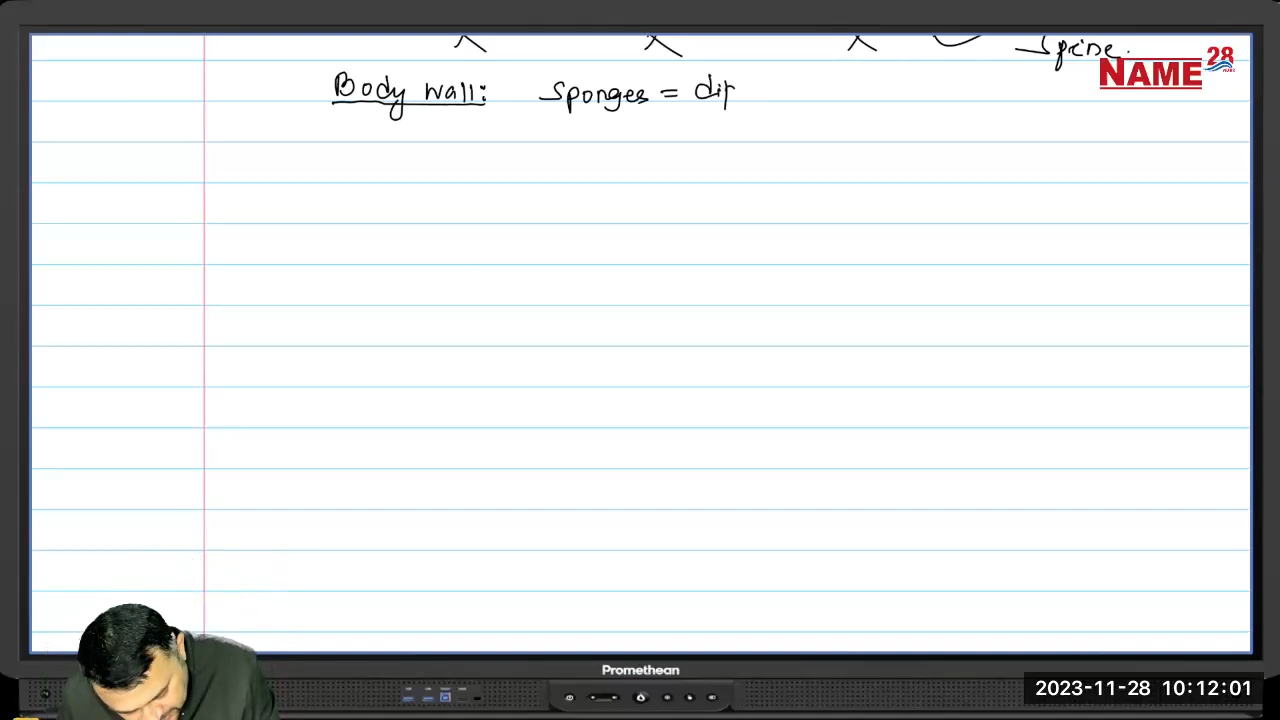 Spine.
NAME 28
Body wall: Sponges = dip
Promethean
2023-11-28 10:12:01